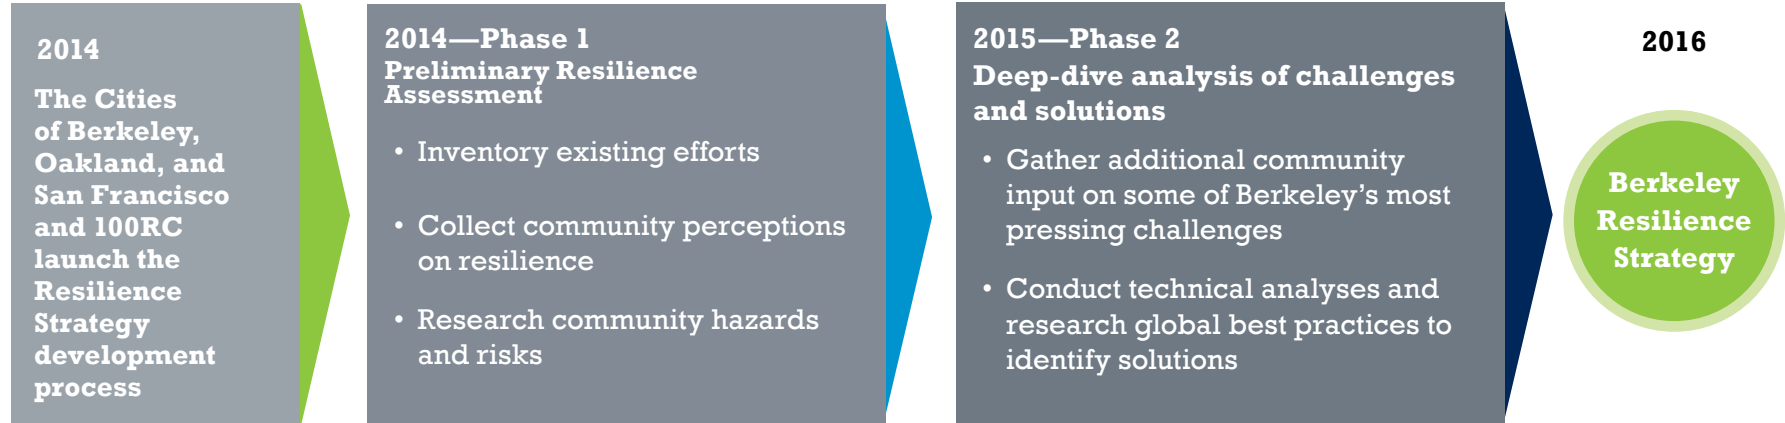 2014
The Cities
of Berkeley,
Oakland, and
San Francisco
and 100RC
launch the
Resilience
Strategy
development
process
2014—Phase 1
Preliminary Resilience
Assessment
• Inventory existing efforts
• Collect community perceptions
on resilience
• Research community hazards
and risks
2015—Phase 2
Deep-dive analysis of challenges
and solutions
• Gather additional community
input on some of Berkeley’s most
pressing challenges
• Conduct technical analyses and
research global best practices to
identify solutions
2016
Berkeley
Resilience
Strategy